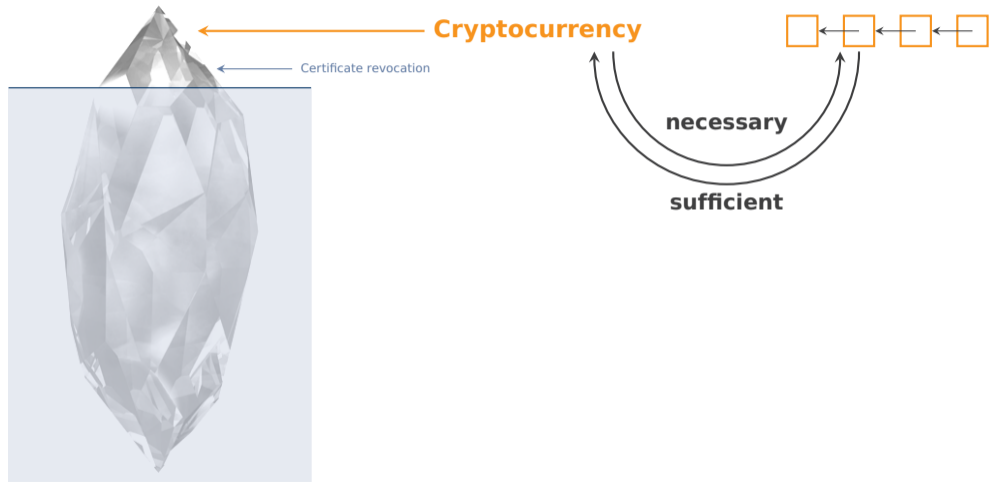 Cryptocurrency
Certificate revocation
necessary
sufficient